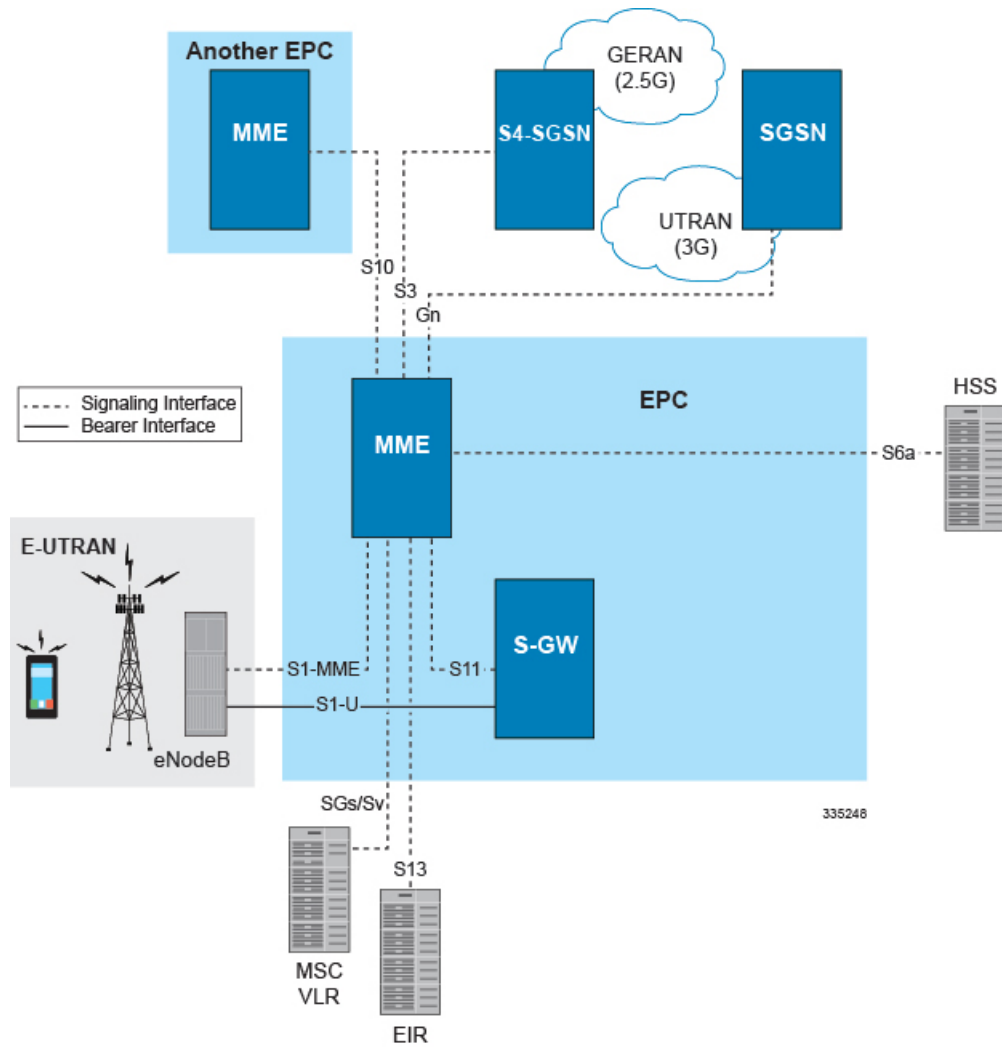 Another EPC
MME
GERAN
(2.5G)
S4-SGSN
SGSN
UTRAN
(3G)
S10
S3
Gn
Signaling Interface
Bearer Interface
EPC
MME
HSS
S6a
E-UTRAN
S-GW
S1-MME
S11
S1-U
eNodeB
SGs/Sv
335248
S13
MSC
VLR
EIR